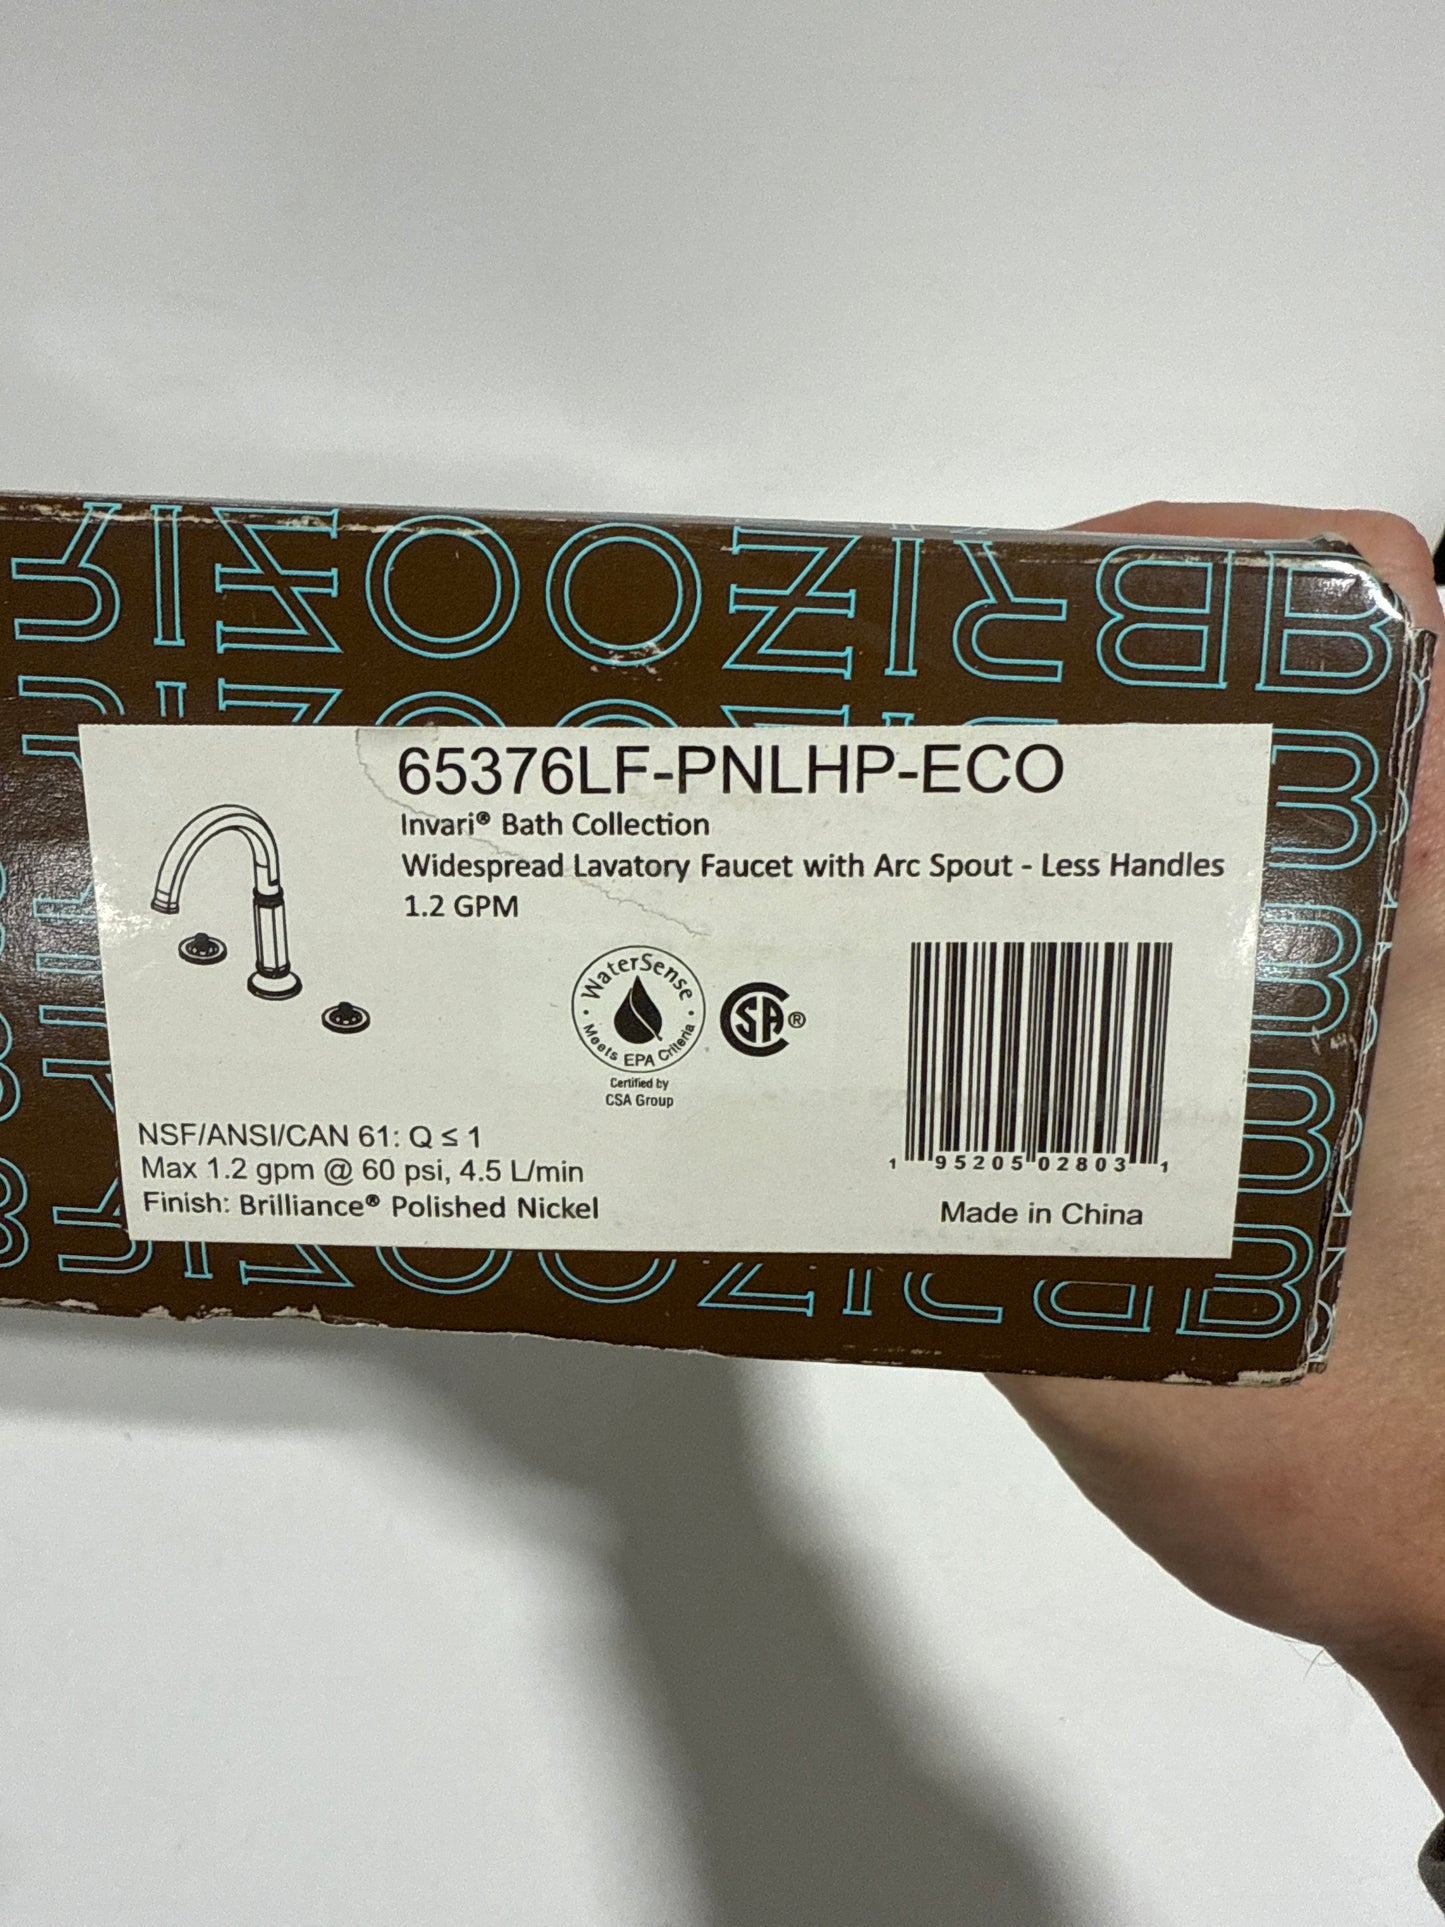 BRIZO OZIR
65376LF-PNLHP-ECO
Invari® Bath Collection
Widespread Lavatory Faucet with Arc Spout - Less Handles
1.2 GPM
WaterSense
Meets EPA Criteria
Certified by
CSA Group
CSA®
NSF/ANSI/CAN 61: Q ≤ 1
Max 1.2 gpm @ 60 psi, 4.5 L/min
Finish: Brilliance® Polished Nickel
1 95205 02803 1
Made in China